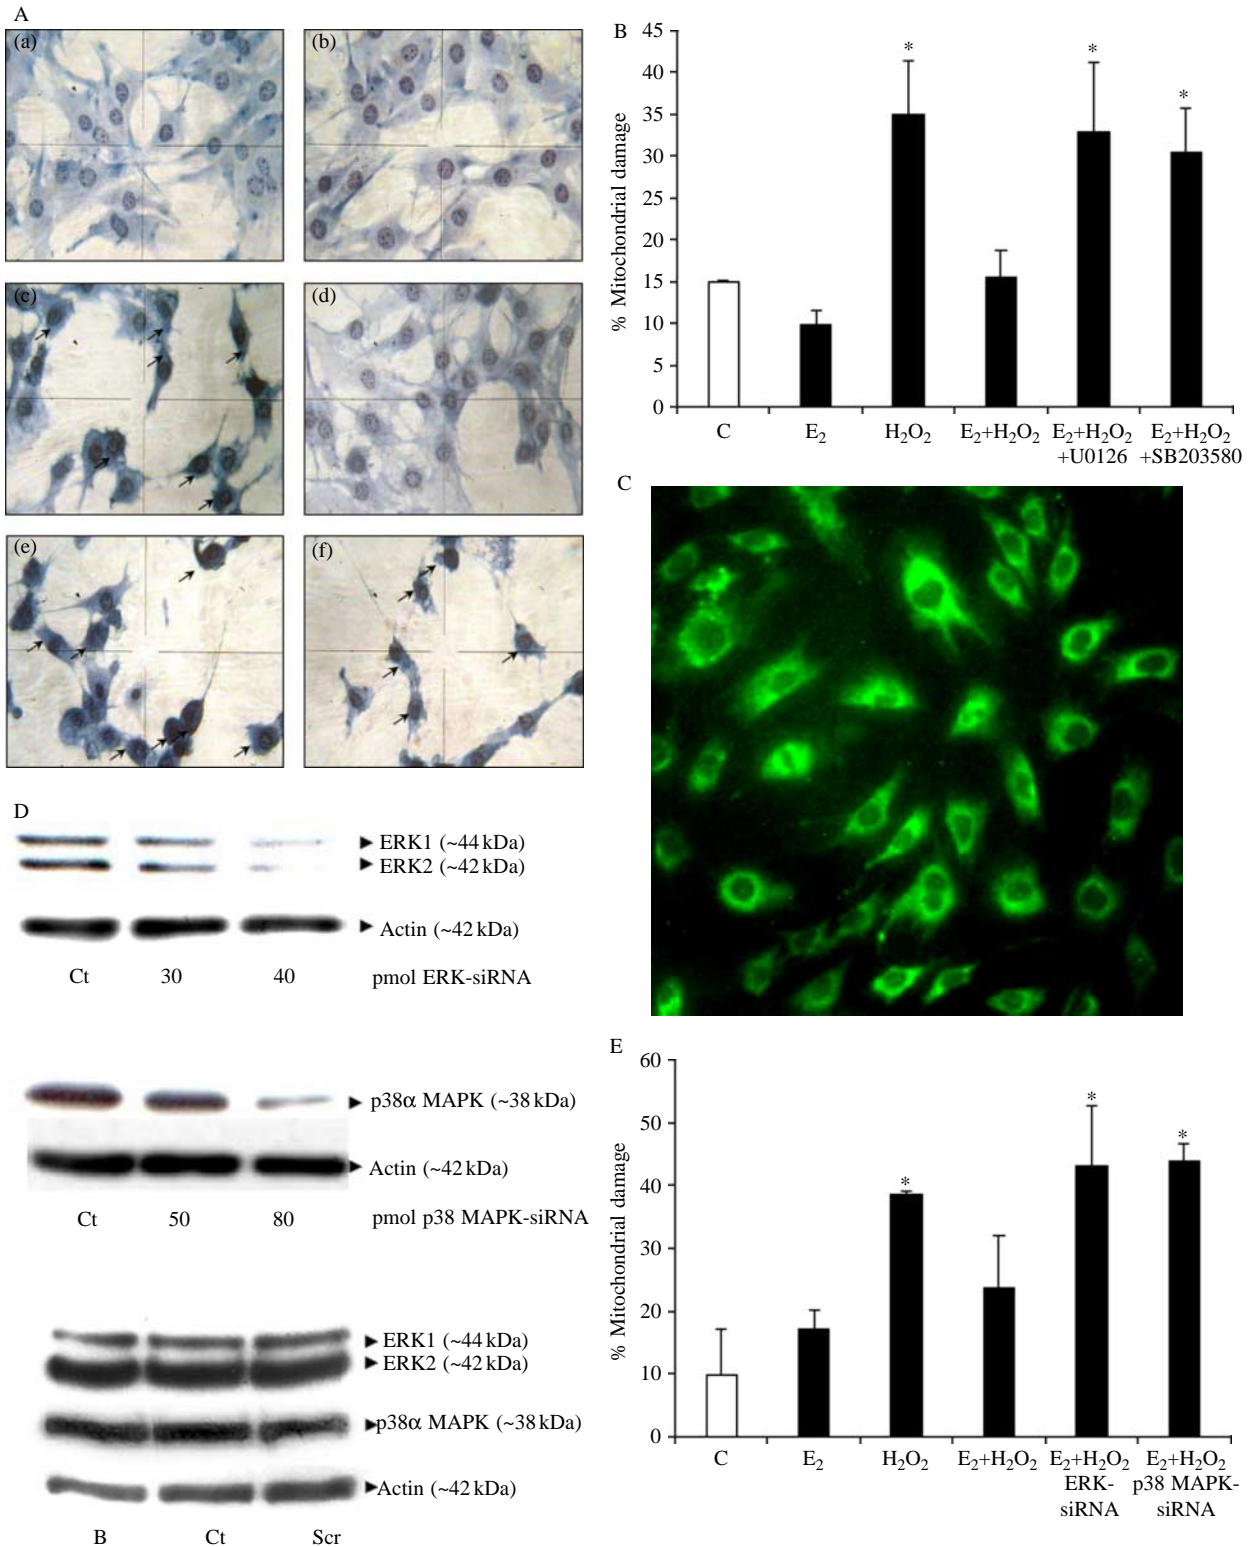 A
(a)
(b)
(c)
(d)
(e)
(f)
B
% Mitochondrial damage
45
40
35
30
25
20
15
10
5
0
*
*
*
C
E₂
H₂O₂
E₂+H₂O₂
E₂+H₂O₂
+U0126
E₂+H₂O₂
+SB203580
C
D
ERK1 (~44 kDa)
ERK2 (~42 kDa)
Actin (~42 kDa)
Ct 30 40 pmol ERK-siRNA
p38α MAPK (~38 kDa)
Actin (~42 kDa)
Ct 50 80 pmol p38 MAPK-siRNA
ERK1 (~44 kDa)
ERK2 (~42 kDa)
p38α MAPK (~38 kDa)
Actin (~42 kDa)
B Ct Scr
E
% Mitochondrial damage
60
50
40
30
20
10
0
*
*
*
C
E₂
H₂O₂
E₂+H₂O₂
E₂+H₂O₂
ERK-
siRNA
E₂+H₂O₂
p38 MAPK-
siRNA